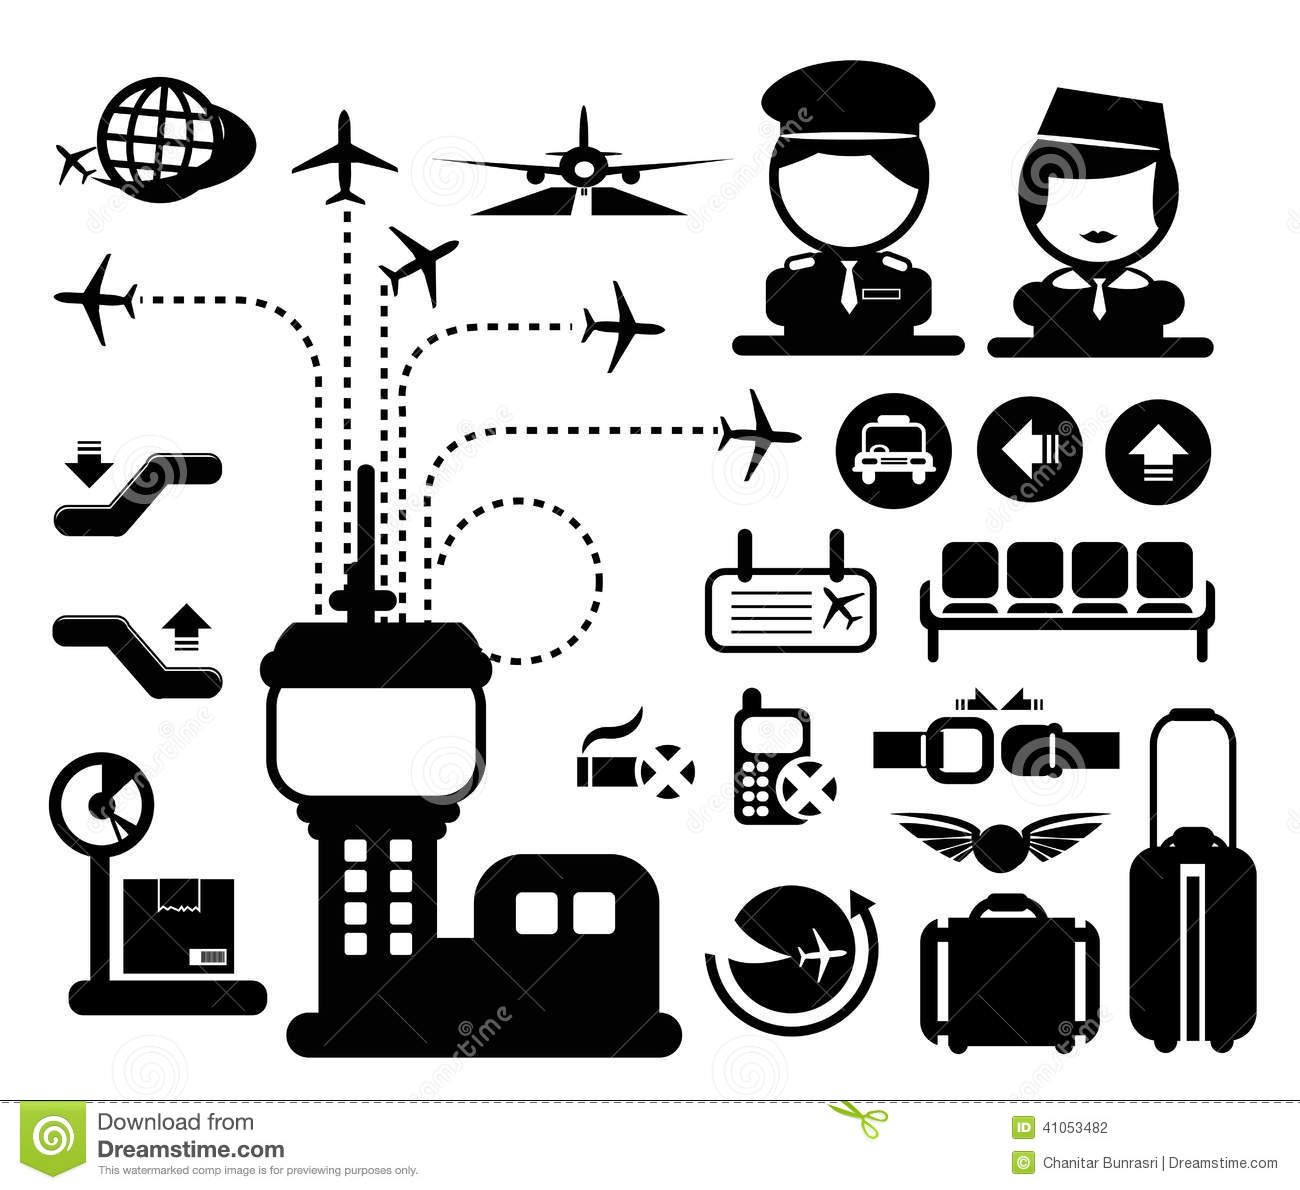 Download from
Dreamstime.com
This watermarked comp image is for previewing purposes only.
ID 41053482
© Chanitar Bunrasri | Dreamstime.com